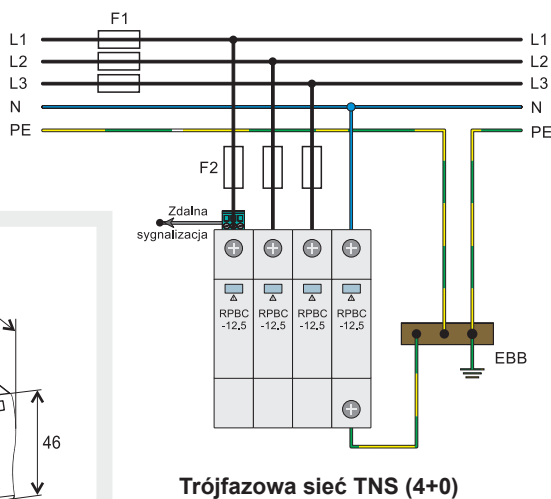 F1
L1 L1
L2 L2
L3 L3
N N
PE PE
F2
Zdalna
sygnalizacja
RPBC RPBC RPBC RPBC
-12,5 -12,5 -12,5 -12,5
EBB
46
Trójfazowa sieć TNS (4+0)